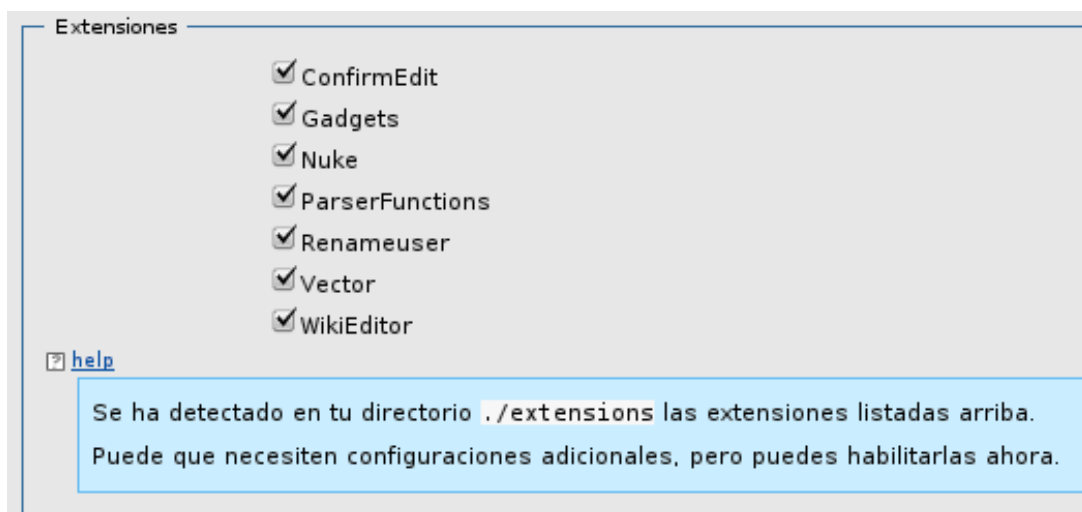 Extensiones
ConfirmEdit
Gadgets
Nuke
ParserFunctions
Renameuser
Vector
WikiEditor
? help
Se ha detectado en tu directorio ./extensions las extensiones listadas arriba.
Puede que necesiten configuraciones adicionales, pero puedes habilitarlas ahora.